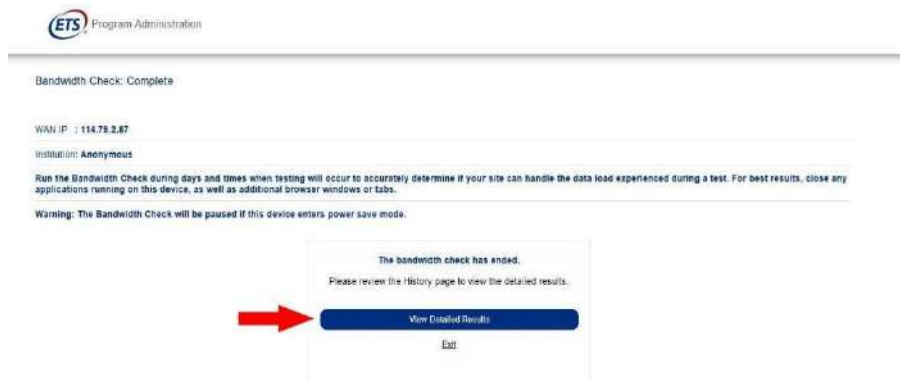 ETS Program Administration
Bandwidth Check: Complete
WAN IP : 114.79.2.87
Institution: Anonymous
Run the Bandwidth Check during days and times when testing will occur to accurately determine if your site can handle the data load experienced during a test. For best results, close any
applications running on this device, as well as additional browser windows or tabs.
Warning: The Bandwidth Check will be paused if this device enters power save mode.
The bandwidth check has ended.
Please review the History page to view the detailed results.
View Detailed Results
Exit